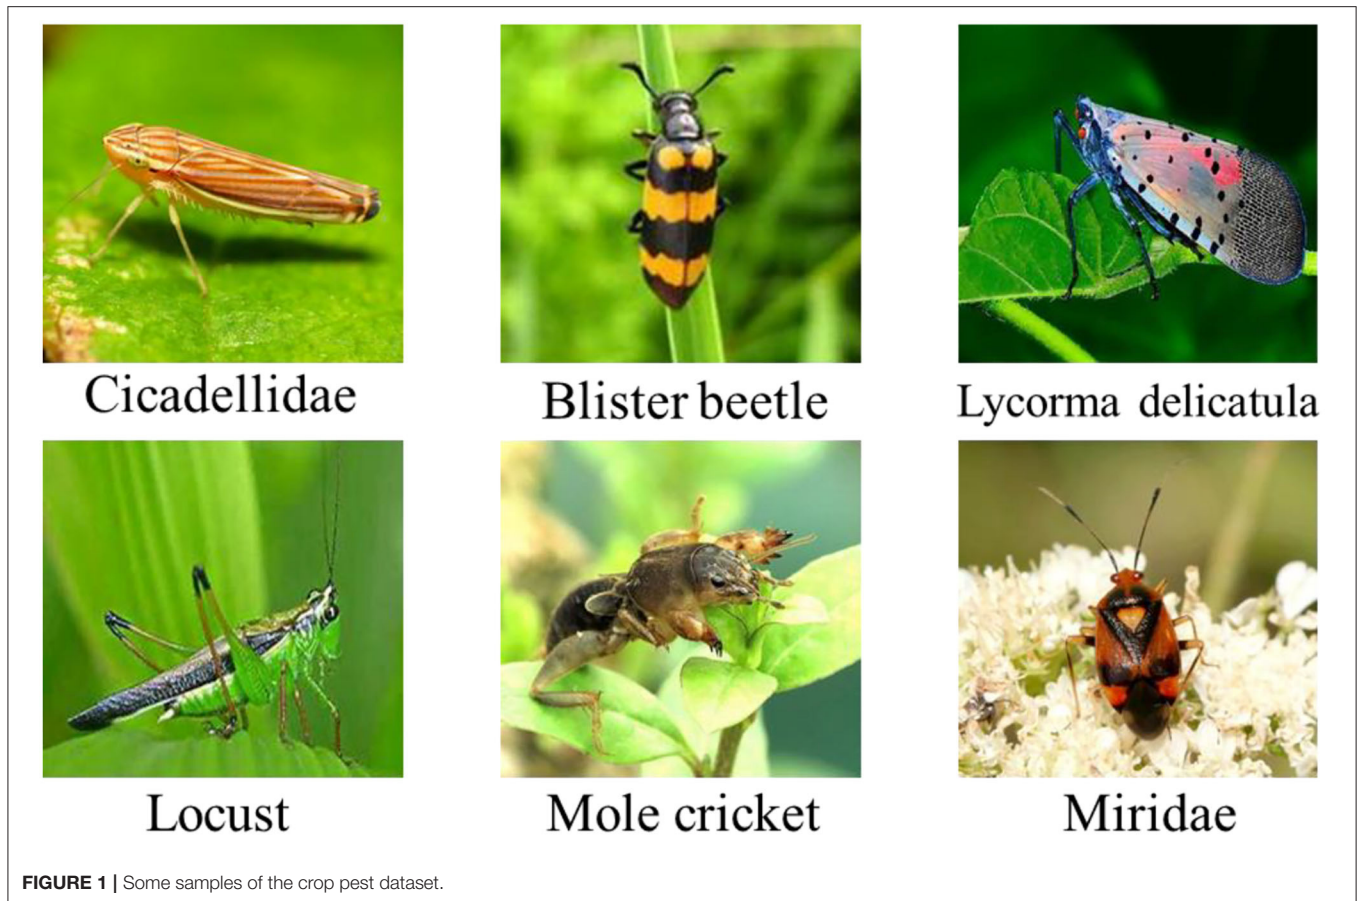 Cicadellidae
Blister beetle
Lycorma delicatula
Locust
Mole cricket
Miridae
FIGURE 1 | Some samples of the crop pest dataset.